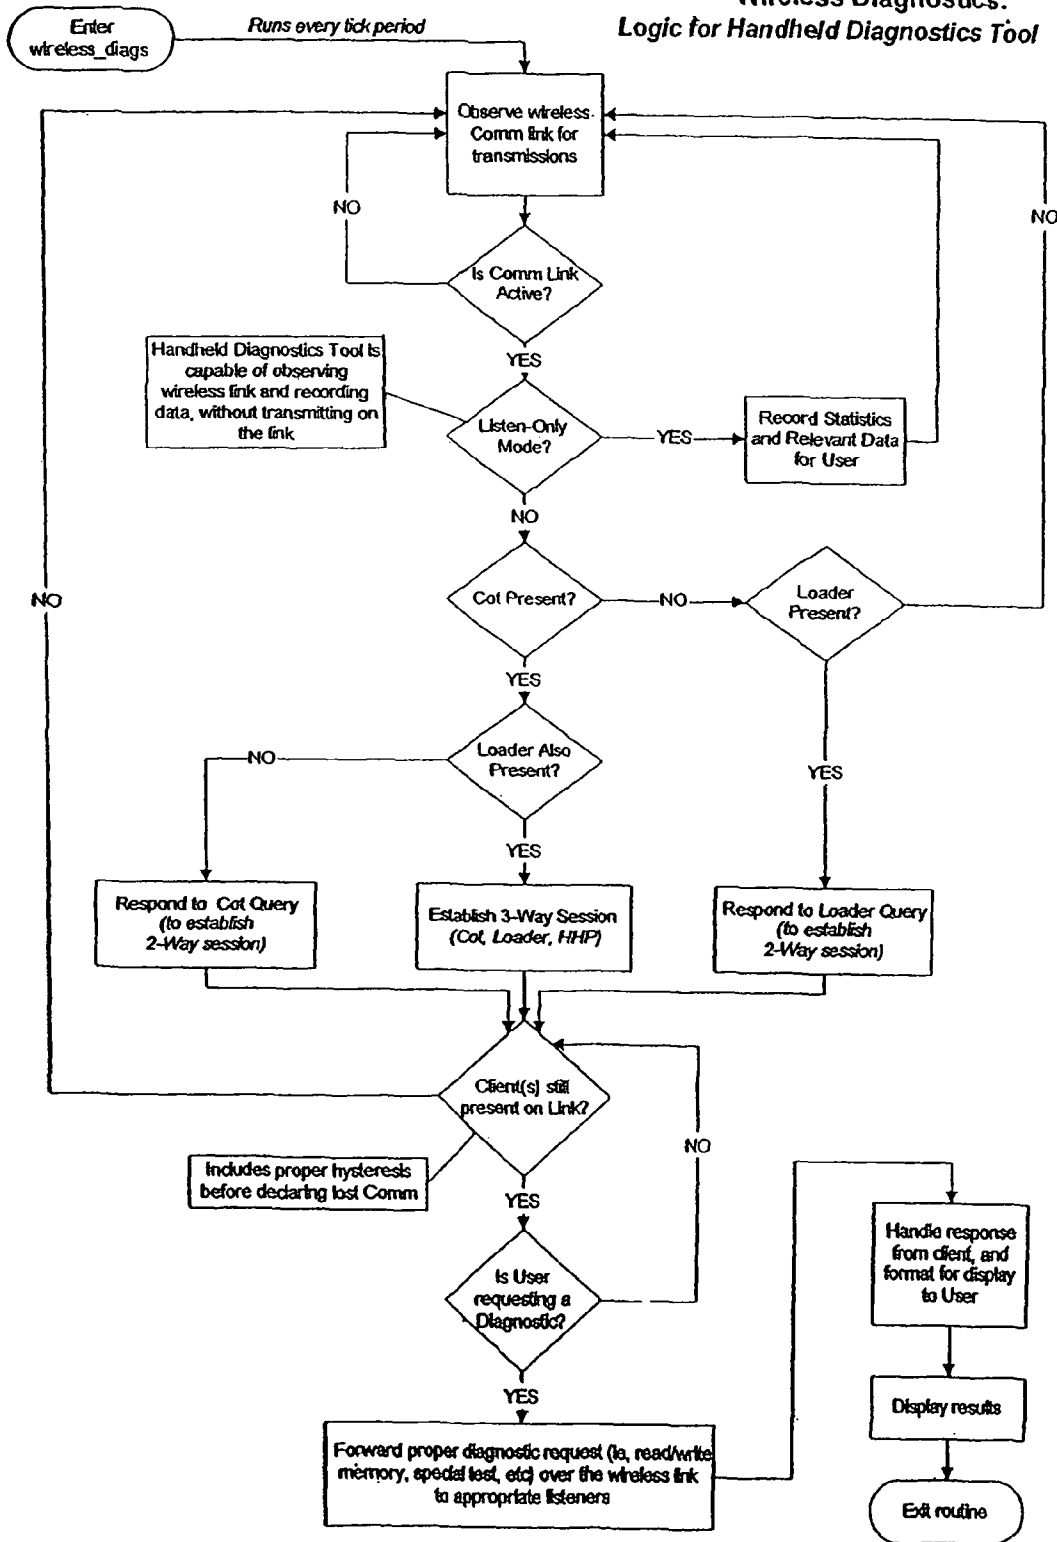 Wireless Diagnostics:
Logic for Handheld Diagnostics Tool
Enter
wireless_diags
Runs every tick period
Observe wireless
Comm link for
transmissions
NO
NO
Is Comm Link
Active?
YES
Handheld Diagnostics Tool is
capable of observing
wireless link and recording
data, without transmitting on
the link
Listen-Only
Mode?
YES
Record Statistics
and Relevant Data
for User
NO
NO
Cot Present?
NO
Loader
Present?
YES
Loader Also
Present?
NO
YES
YES
Respond to Cot Query
(to establish
2-Way session)
Establish 3-Way Session
(Cot, Loader, HHP)
Respond to Loader Query
(to establish
2-Way session)
Client(s) still
present on Link?
NO
Includes proper hysteresis
before declaring lost Comm
YES
Is User
requesting a
Diagnostic?
YES
Handle response
from client, and
format for display
to User
Display results
Forward proper diagnostic request (ie, read/write
memory, special test, etc) over the wireless link
to appropriate listeners
Exit routine